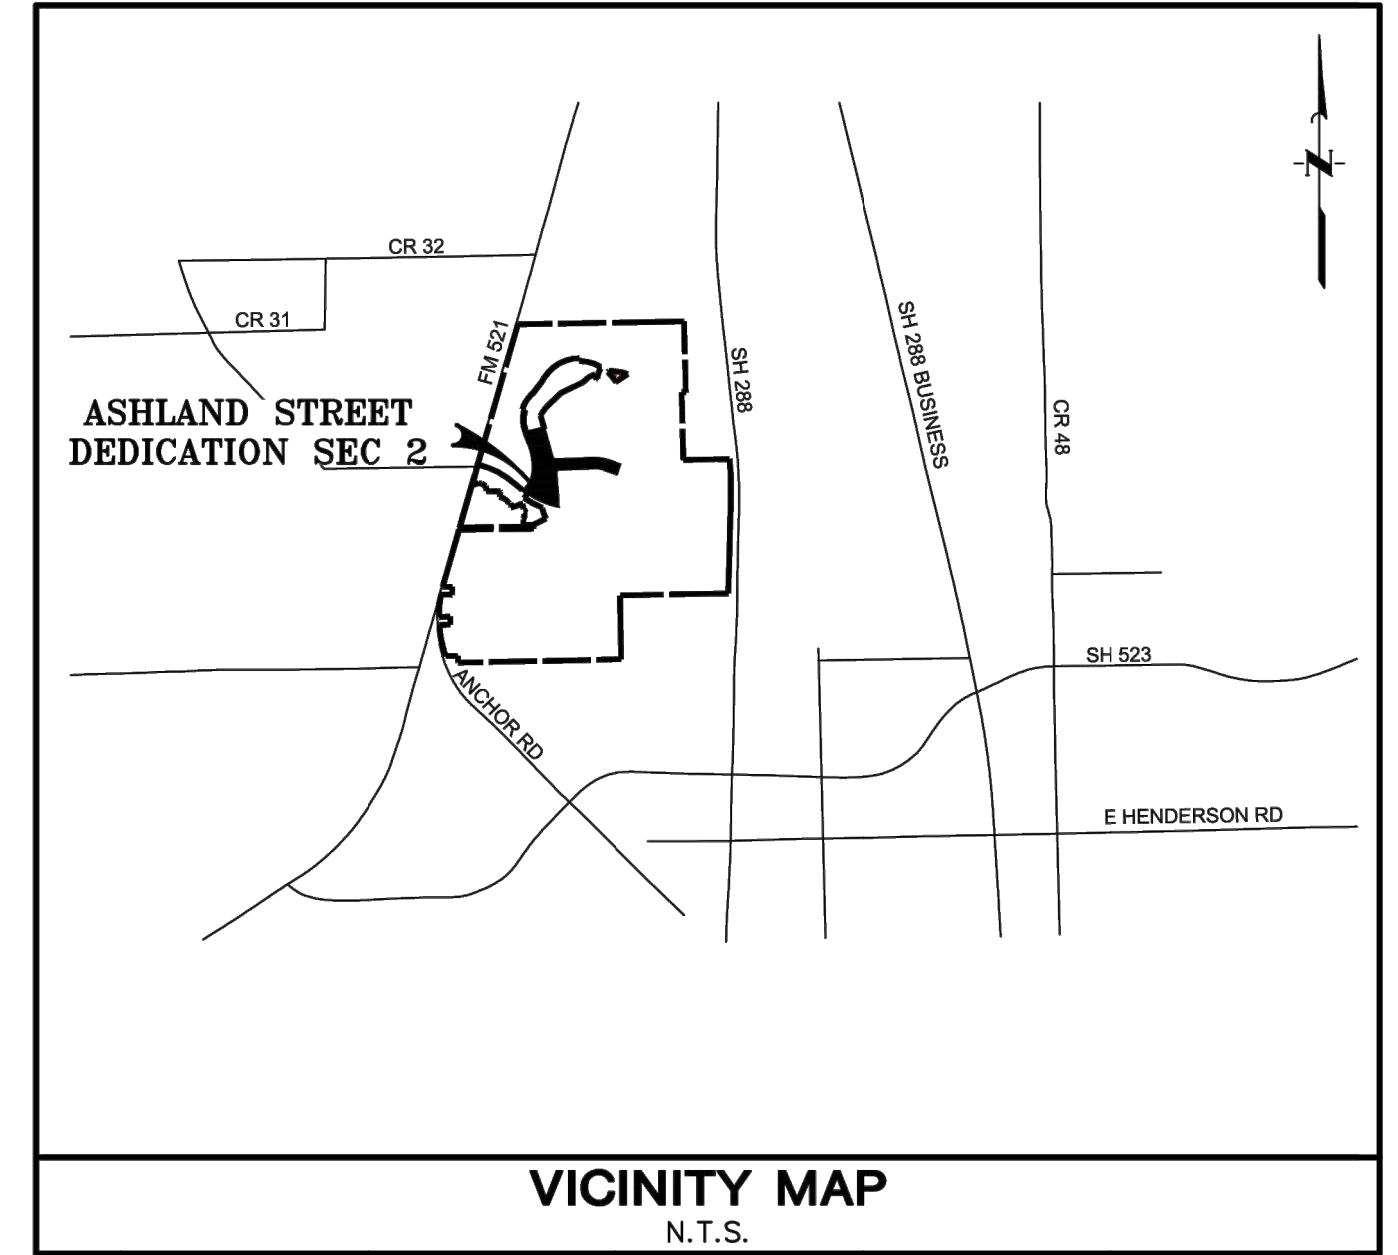 N
CR 32
CR 31
FM 521
SH 288
SH 288 BUSINESS
CR 48
ASHLAND STREET
DEDICATION SEC 2
SH 523
ANCHOR RD
E HENDERSON RD
VICINITY MAP
N.T.S.